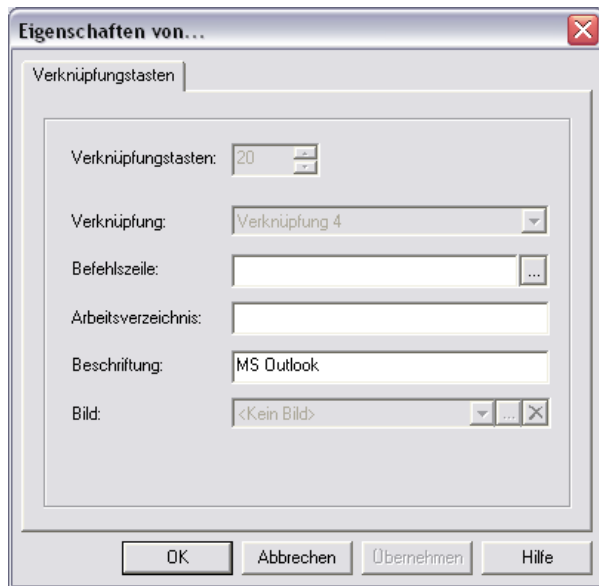 Eigenschaften von...
Verknüpfungstasten
Verknüpfungstasten: 20
Verknüpfung: Verknüpfung 4
Befehlszeile: ...
Arbeitsverzeichnis:
Beschriftung: MS Outlook
Bild: <Kein Bild> ...
OK Abbrechen Übernehmen Hilfe